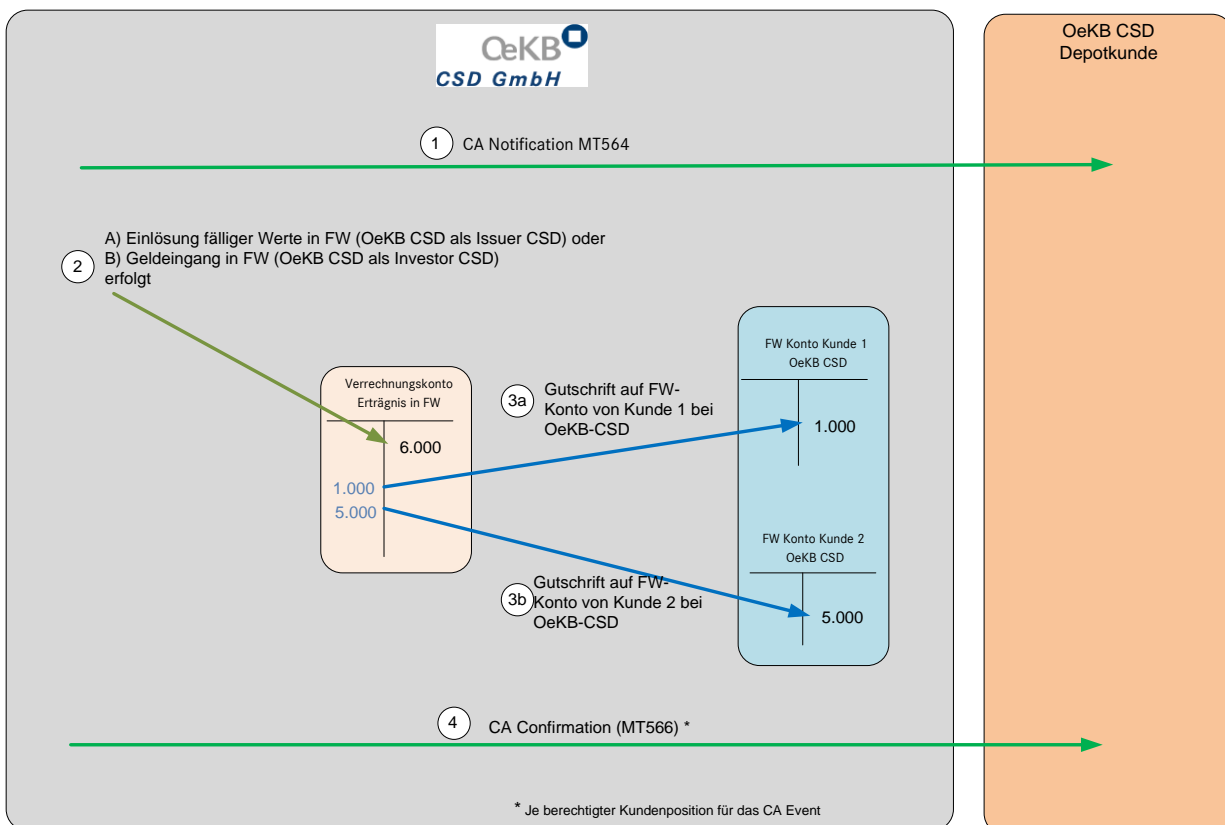 OeKB
CSD GmbH
OeKB CSD
Depotkunde
1 CA Notification MT564
2
A) Einlösung fälliger Werte in FW (OeKB CSD als Issuer CSD) oder
B) Geldeingang in FW (OeKB CSD als Investor CSD)
erfolgt
Verrechnungskonto
Erträgnis in FW
6.000
1.000
5.000
3a
Gutschrift auf FW-
Konto von Kunde 1 bei
OeKB-CSD
FW Konto Kunde 1
OeKB CSD
1.000
3b
Gutschrift auf FW-
Konto von Kunde 2 bei
OeKB-CSD
FW Konto Kunde 2
OeKB CSD
5.000
4 CA Confirmation (MT566) *
* Je berechtigter Kundenposition für das CA Event